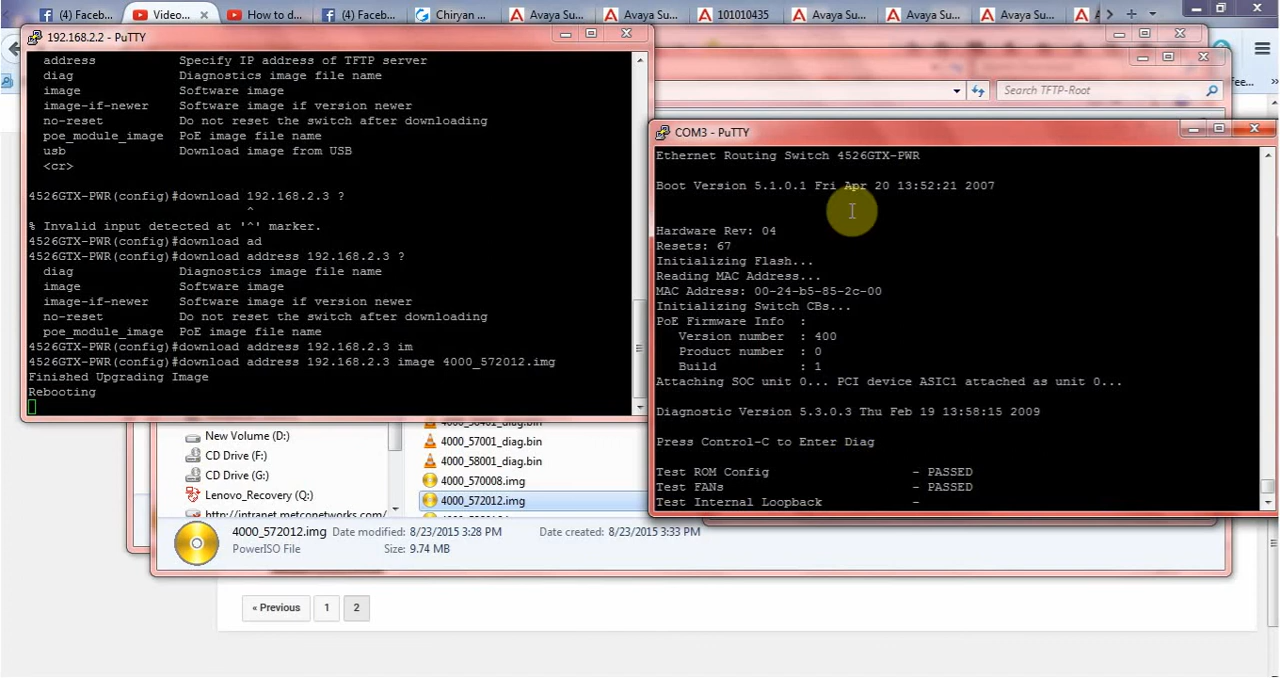 (4) Faceb...
Video...
How to d...
(4) Faceb...
Chiryan ...
Avaya Su...
Avaya Su...
101010435
Avaya Su...
Avaya Su...
Avaya Su...
192.168.2.2 - PuTTY
address Specify IP address of TFTP server
diag Diagnostics image file name
image Software image
image-if-newer Software image if version newer
no-reset Do not reset the switch after downloading
poe_module_image PoE image file name
usb Download image from USB
<cr>
4526GTX-PWR(config)#download 192.168.2.3 ?
^
% Invalid input detected at '^' marker.
4526GTX-PWR(config)#download ad
4526GTX-PWR(config)#download address 192.168.2.3 ?
diag Diagnostics image file name
image Software image
image-if-newer Software image if version newer
no-reset Do not reset the switch after downloading
poe_module_image PoE image file name
4526GTX-PWR(config)#download address 192.168.2.3 im
4526GTX-PWR(config)#download address 192.168.2.3 image 4000_572012.img
Finished Upgrading Image
Rebooting
Search TFTP-Root
COM3 - PuTTY
Ethernet Routing Switch 4526GTX-PWR
Boot Version 5.1.0.1 Fri Apr 20 13:52:21 2007
Hardware Rev: 04
Resets: 67
Initializing Flash...
Reading MAC Address...
MAC Address: 00-24-b5-85-2c-00
Initializing Switch CBs...
PoE Firmware Info :
Version number : 400
Product number : 0
Build : 1
Attaching SOC unit 0... PCI device ASIC1 attached as unit 0...
Diagnostic Version 5.3.0.3 Thu Feb 19 13:58:15 2009
Press Control-C to Enter Diag
Test ROM Config - PASSED
Test FANs - PASSED
Test Internal Loopback -
New Volume (D:)
CD Drive (F:)
CD Drive (G:)
Lenovo_Recovery (Q:)
http://intranet.metconetworks.com/
4000_57001_diag.bin
4000_58001_diag.bin
4000_570008.img
4000_572012.img
4000_572012.img Date modified: 8/23/2015 3:28 PM Date created: 8/23/2015 3:33 PM
PowerISO File Size: 9.74 MB
« Previous 1 2